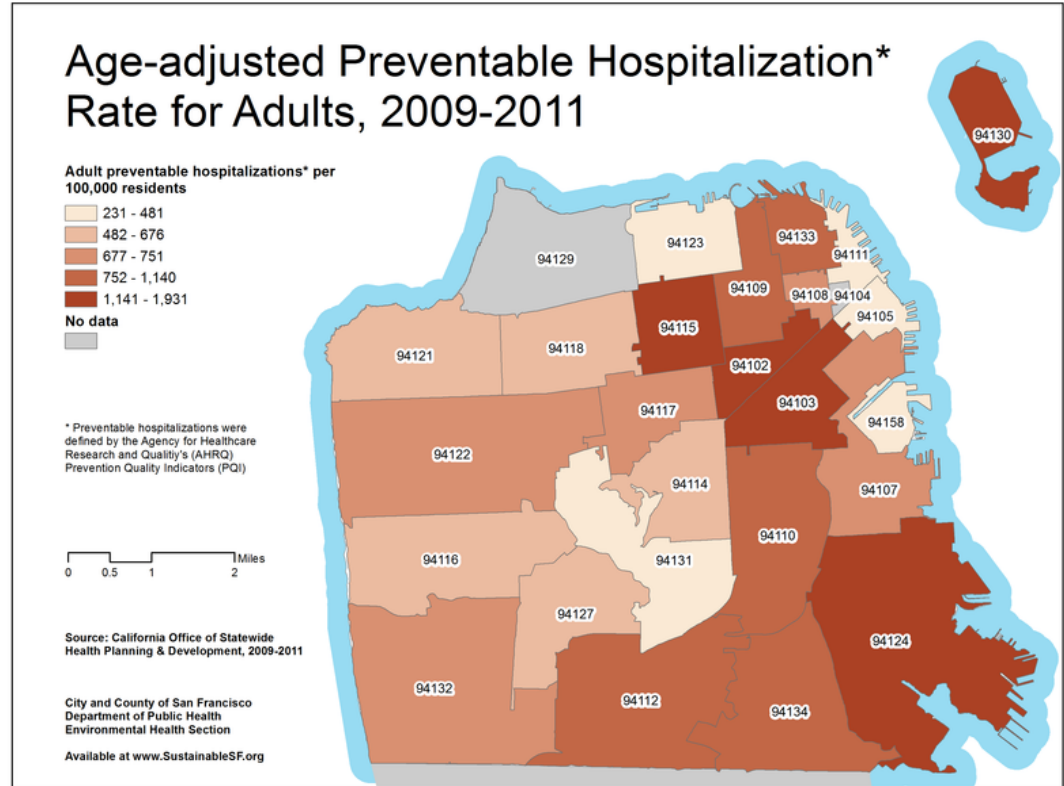 Age-adjusted Preventable Hospitalization*
Rate for Adults, 2009-2011
Adult preventable hospitalizations* per
100,000 residents
231 - 481
482 - 676
677 - 751
752 - 1,140
1,141 - 1,931
No data
* Preventable hospitalizations were
defined by the Agency for Healthcare
Research and Qualitiy's (AHRQ)
Prevention Quality Indicators (PQI)
Miles
0 0.5 1 2
Source: California Office of Statewide
Health Planning & Development, 2009-2011
City and County of San Francisco
Department of Public Health
Environmental Health Section
Available at www.SustainableSF.org
94130
94123
94133
94129
94111
94109
94108
94104
94105
94115
94118
94121
94102
94103
94117
94158
94122
94114
94107
94110
94116
94131
94127
94124
94132
94112
94134